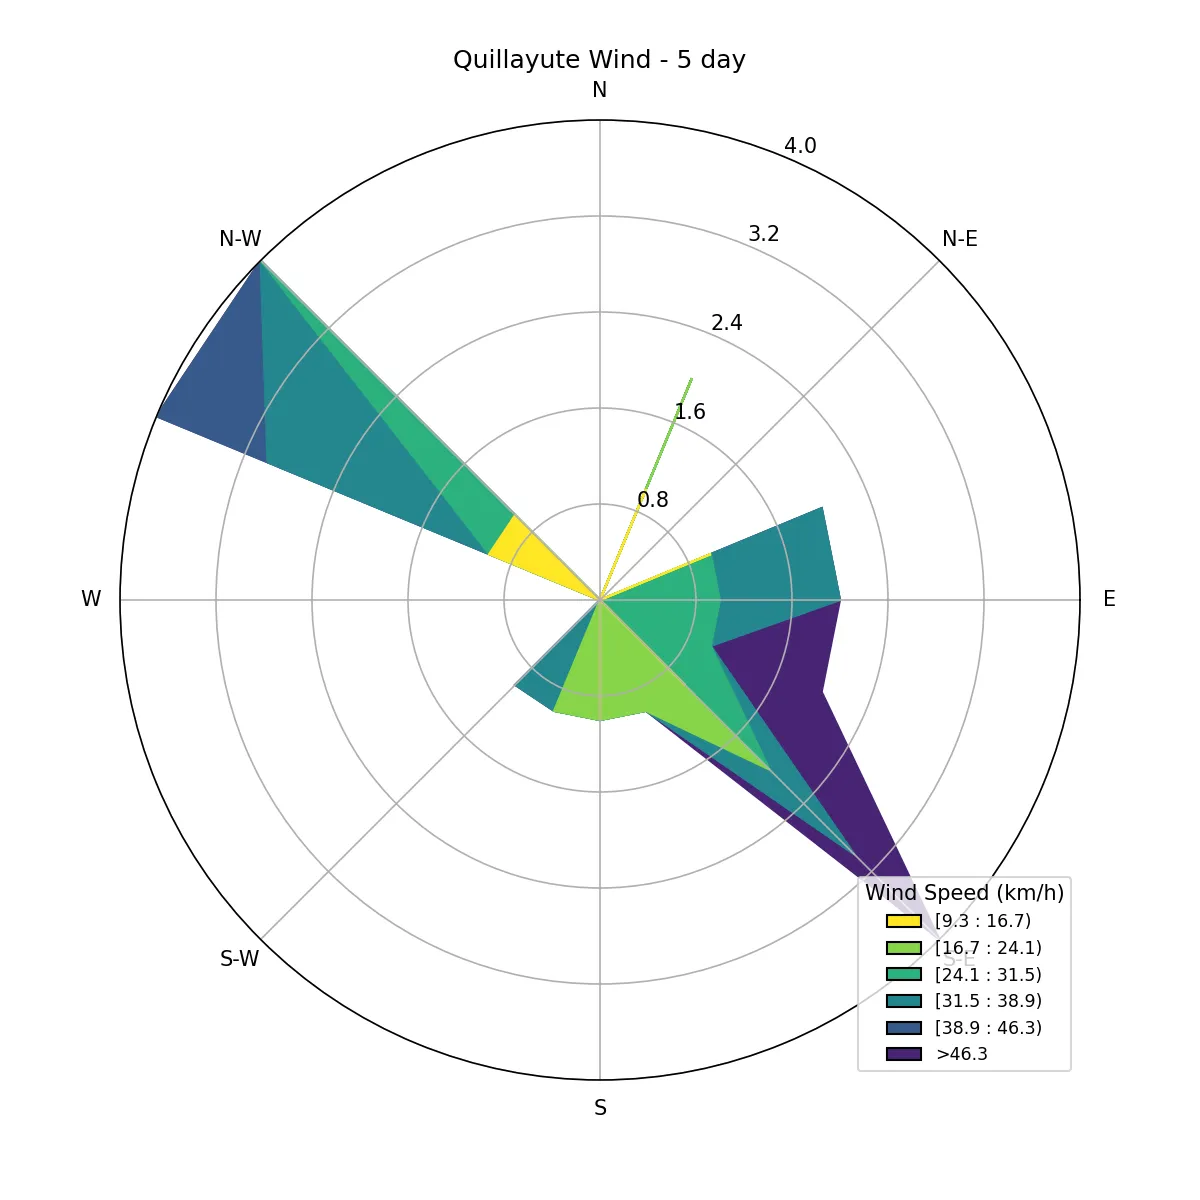 Quillayute Wind - 5 day
N
4.0
N-W
3.2
N-E
2.4
1.6
0.8
W
E
S-W
S-E
S
Wind Speed (km/h)
[9.3 : 16.7)
[16.7 : 24.1)
[24.1 : 31.5)
[31.5 : 38.9)
[38.9 : 46.3)
>46.3